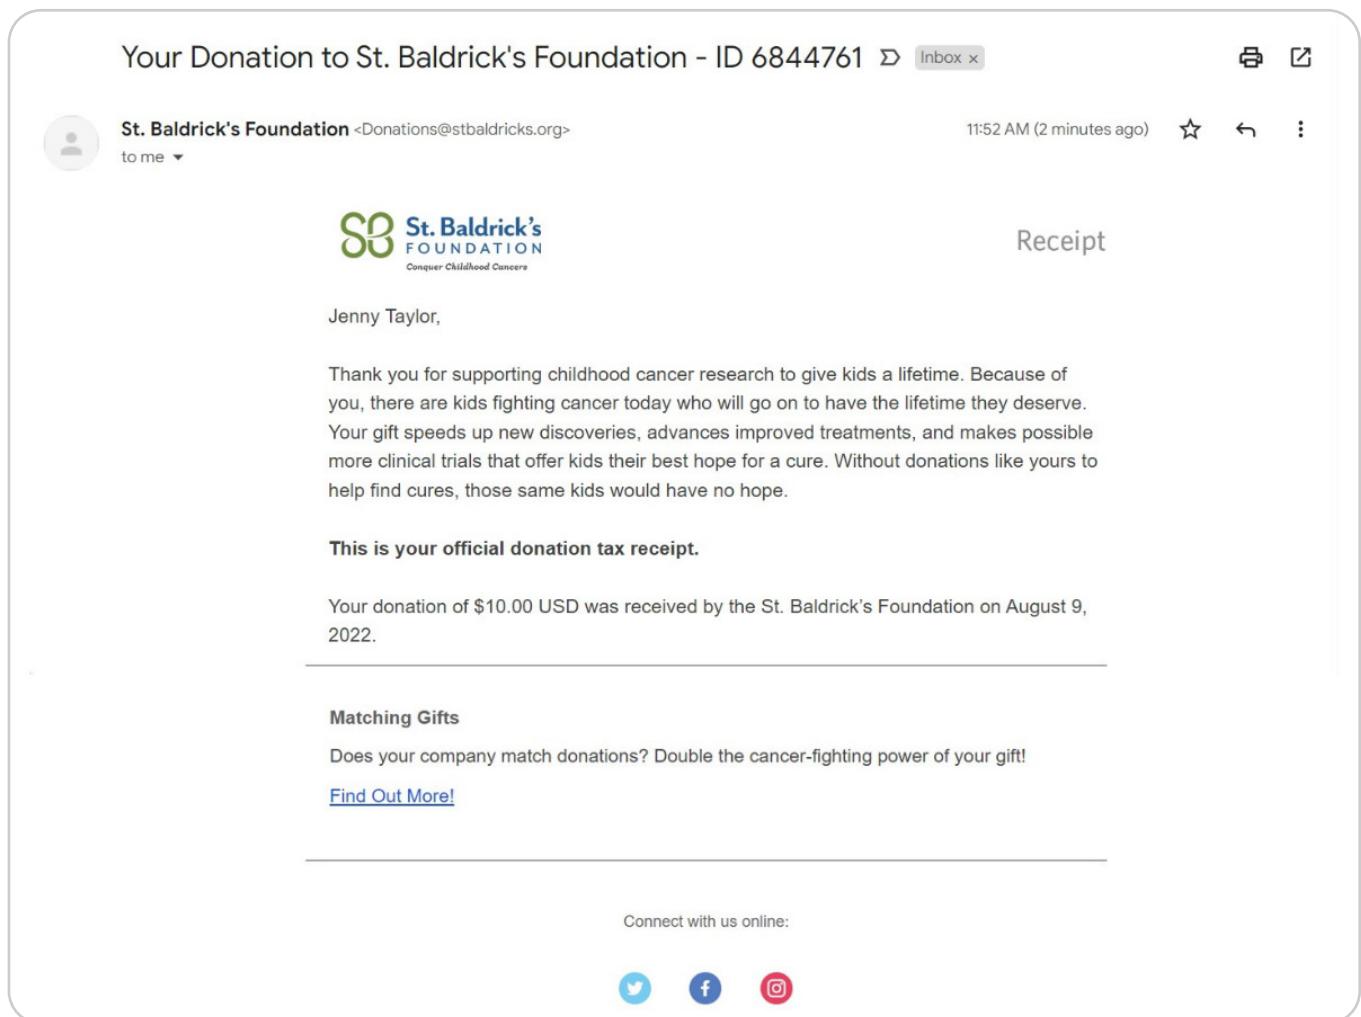 Your Donation to St. Baldrick's Foundation - ID 6844761 Inbox x
St. Baldrick's Foundation <Donations@stbaldricks.org> 11:52 AM (2 minutes ago)
to me
SB St. Baldrick's
FOUNDATION
Conquer Childhood Cancers
Receipt
Jenny Taylor,
Thank you for supporting childhood cancer research to give kids a lifetime. Because of
you, there are kids fighting cancer today who will go on to have the lifetime they deserve.
Your gift speeds up new discoveries, advances improved treatments, and makes possible
more clinical trials that offer kids their best hope for a cure. Without donations like yours to
help find cures, those same kids would have no hope.
This is your official donation tax receipt.
Your donation of $10.00 USD was received by the St. Baldrick’s Foundation on August 9,
2022.
Matching Gifts
Does your company match donations? Double the cancer-fighting power of your gift!
Find Out More!
Connect with us online: